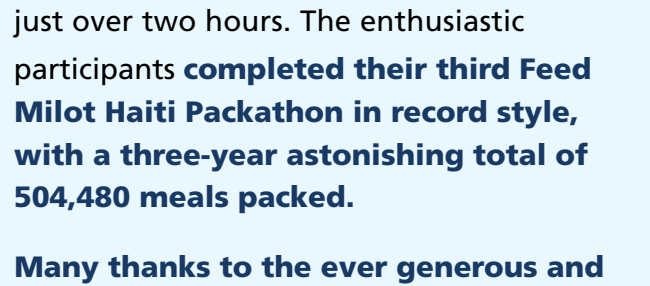 just over two hours. The enthusiastic
participants completed their third Feed
Milot Haiti Packathon in record style,
with a three-year astonishing total of
504,480 meals packed.
Many thanks to the ever generous and